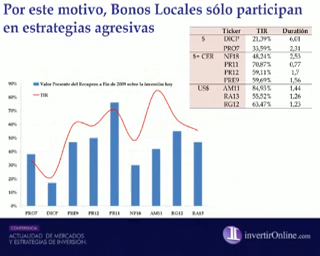 Por este motivo, Bonos Locales sólo participan
en estrategias agresivas
Ticker TIR Duration
$ DICP 21,39% 6,01
PRO7 33,59% 2,31
$+ CER NF18 48,24% 2,53
PR11 70,87% 0,77
PR12 59,11% 1,7
PRE9 59,69% 1,56
US$ AM11 84,93% 1,44
RA13 55,52% 1,26
RG12 63,47% 1,23
Valor Presente del Recupero a Fin de 2009 sobre la inversión hoy
TIR
90%
80%
70%
60%
50%
40%
30%
20%
10%
0%
PRO7 DICP PRE9 PR12 PR11 NF18 AM11 RG12 RA13
CONFERENCIA
ACTUALIDAD DE MERCADOS
Y ESTRATEGIAS DE INVERSIÓN.
invertirOnline.com